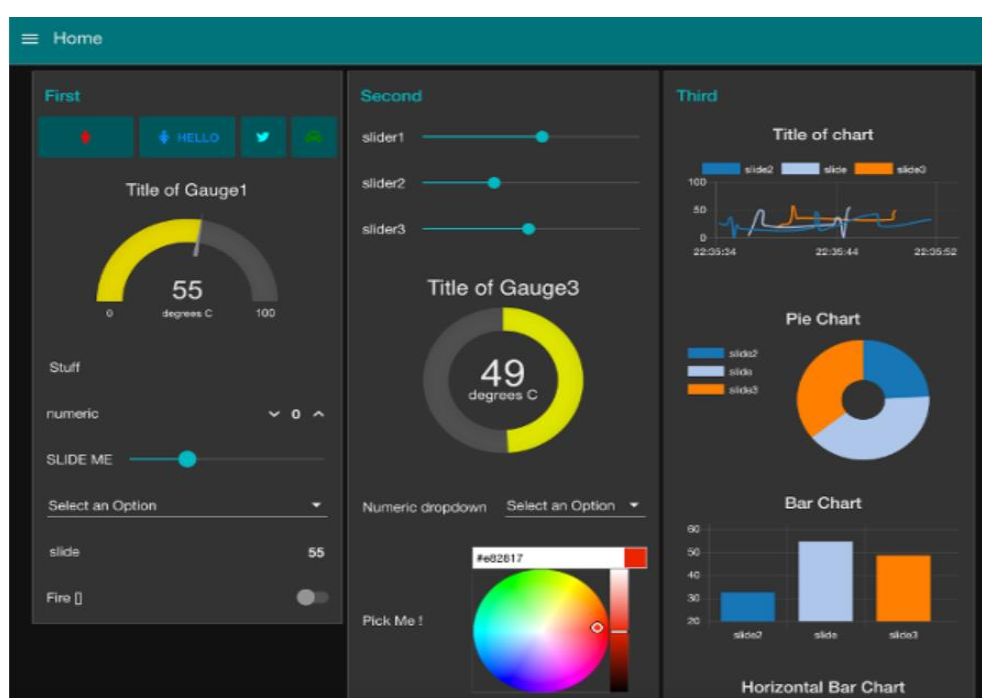 Home
First
HELLO
Title of Gauge1
55
degrees C
0
100
Stuff
numeric
0
SLIDE ME
Select an Option
slide
55
Fire []
Second
slider1
slider2
slider3
Title of Gauge3
49
degrees C
Numeric dropdown
Select an Option
#e82817
Pick Me !
Third
Title of chart
slide2 slide slide3
100
50
0
22:35:34 22:35:44 22:35:52
Pie Chart
slide2
slide
slide3
Bar Chart
60
50
40
30
20
slide2 slide slide3
Horizontal Bar Chart